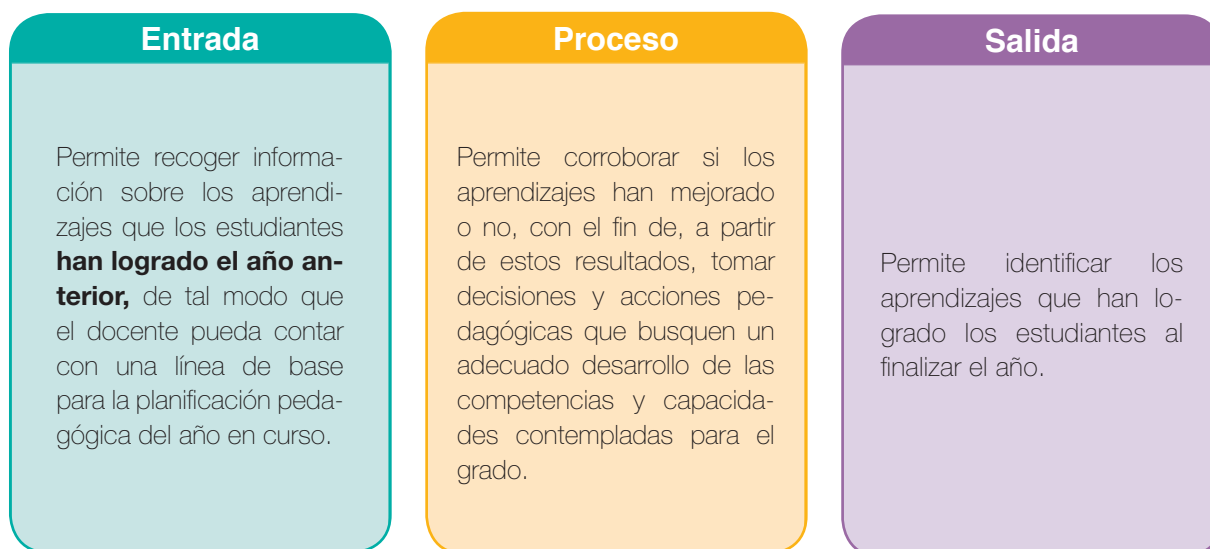 Entrada
Permite recoger informa-
ción sobre los aprendi-
zajes que los estudiantes
han logrado el año an-
terior, de tal modo que
el docente pueda contar
con una línea de base
para la planificación peda-
gógica del año en curso.
Proceso
Permite corroborar si los
aprendizajes han mejorado
o no, con el fin de, a partir
de estos resultados, tomar
decisiones y acciones pe-
dagógicas que busquen un
adecuado desarrollo de las
competencias y capacida-
des contempladas para el
grado.
Salida
Permite identificar los
aprendizajes que han lo-
grado los estudiantes al
finalizar el año.